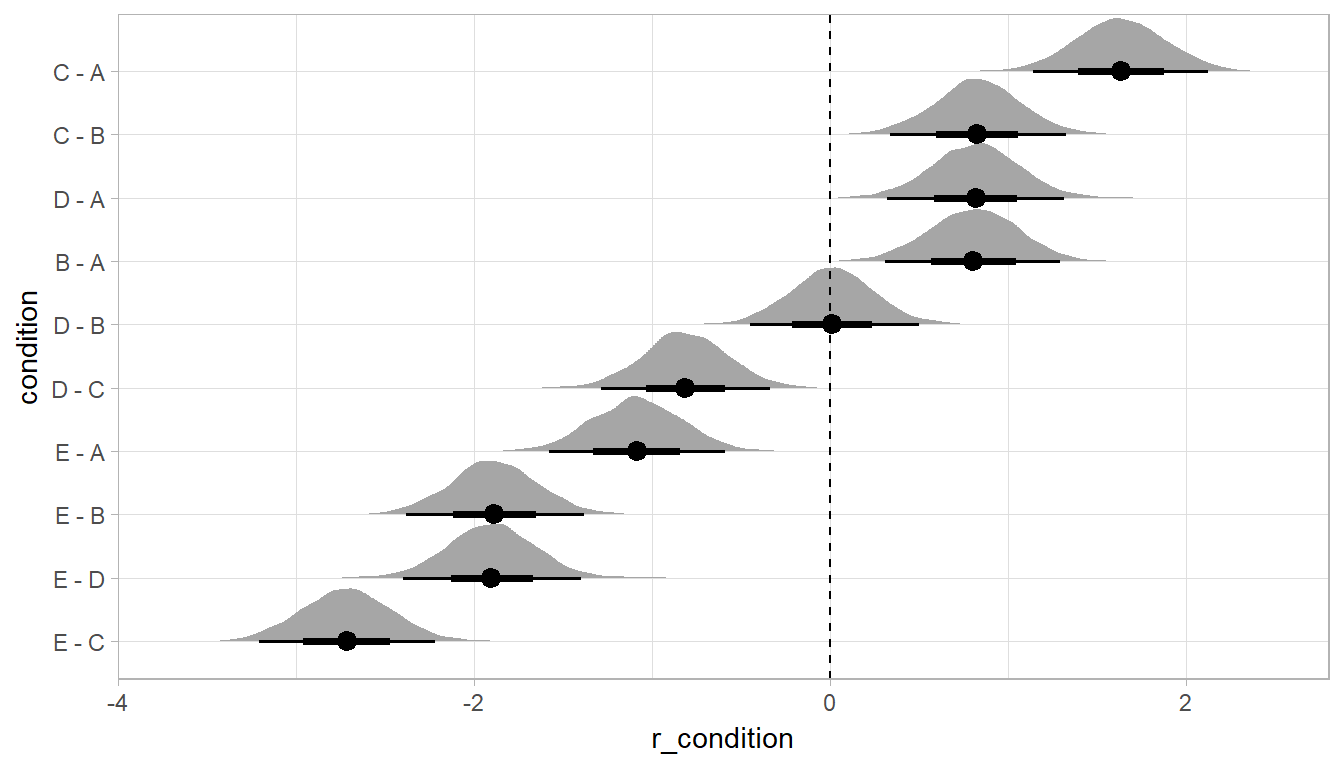 C - A
C - B
D - A
B - A
D - B
D - C
E - A
E - B
E - D
E - C
condition
-4
-2
0
2
r_condition